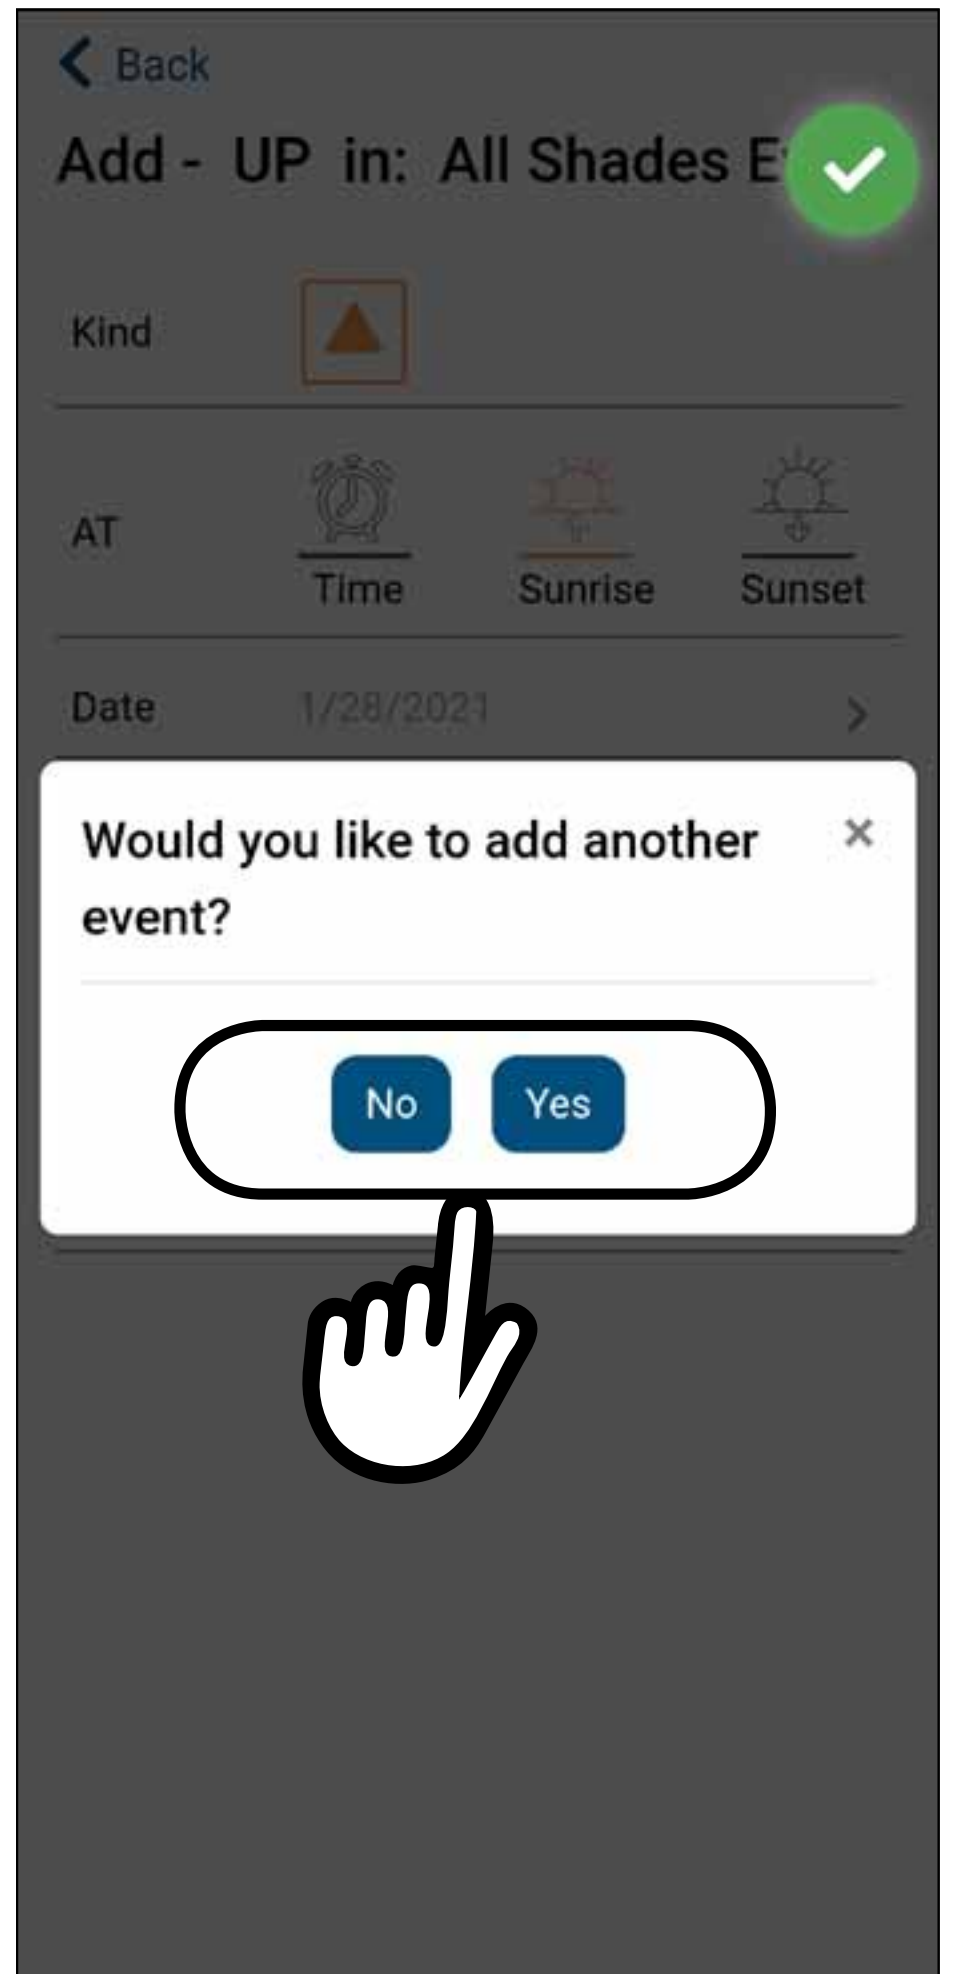 Back
Add - UP in: All Shades E
Kind
AT
Time Sunrise Sunset
Date 1/28/2021
Would you like to add another
event?
No Yes